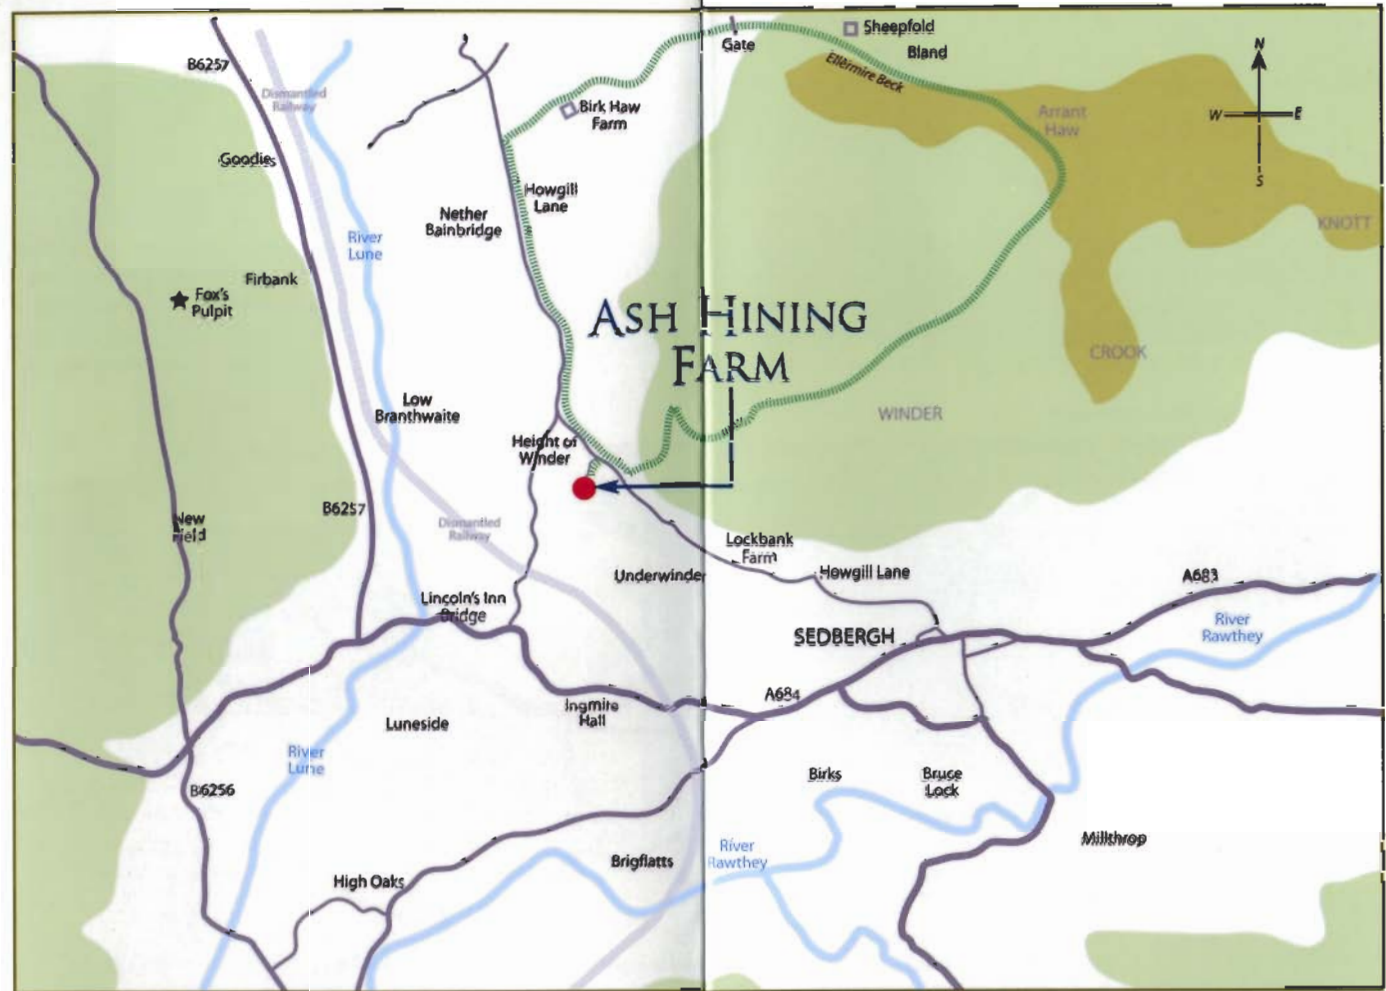 B6257
Dismantled
Railway
Gate
Sheepfold
Bland
Ellermire Beck
N
W
E
S
Birk Haw
Farm
Arrant
Haw
Goodies
Howgill
Lane
Nether
Bainbridge
River
Lune
KNOTT
Firbank
Fox's
Pulpit
ASH HINING
FARM
CROOK
Low
Branthwaite
WINDER
Height of
Winder
B6257
New
Field
Dismantled
Railway
Lockbank
Farm
Underwinder
Howgill Lane
A683
Lincoln's Inn
Bridge
River
Rawthey
SEDBERGH
A684
Ingmire
Hall
Luneside
River
Lune
B6256
Birks
Bruce
Lock
Millthrop
River
Rawthey
Brigflatts
High Oaks